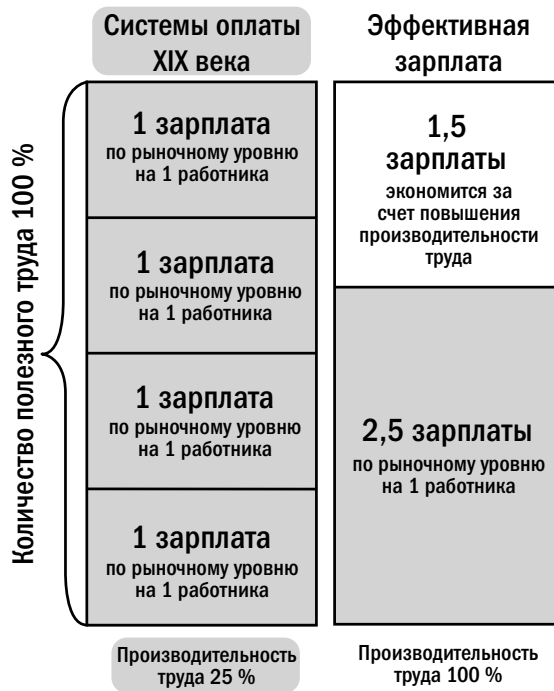 Количество полезного труда 100 %
Системы оплаты
XIX века
1 зарплата
по рыночному уровню
на 1 работника
1 зарплата
по рыночному уровню
на 1 работника
1 зарплата
по рыночному уровню
на 1 работника
1 зарплата
по рыночному уровню
на 1 работника
Производительность
труда 25 %
Эффективная
зарплата
1,5
зарплаты
экономится за
счет повышения
производительности
труда
2,5 зарплаты
по рыночному уровню
на 1 работника
Производительность
труда 100 %